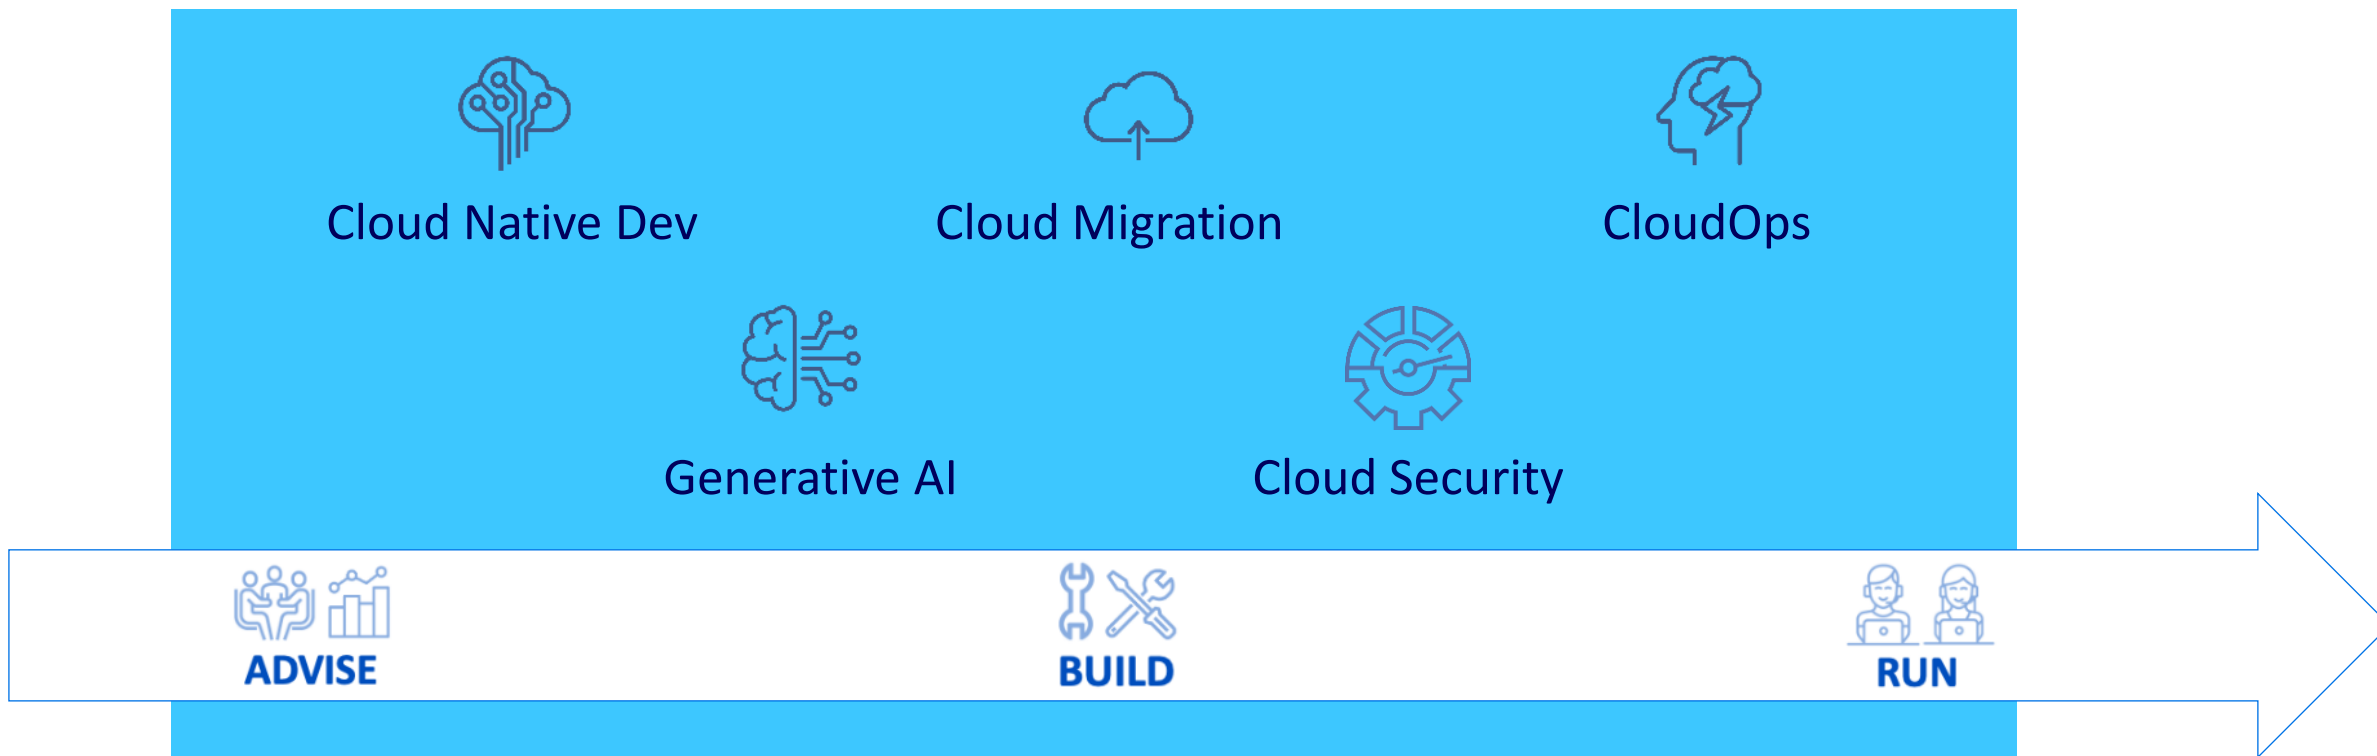 Cloud Native Dev
Cloud Migration
CloudOps
Generative AI
Cloud Security
ADVISE
BUILD
RUN